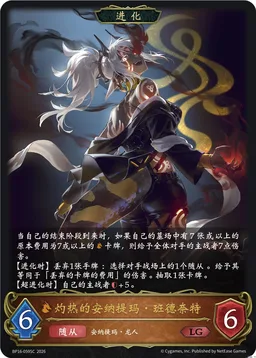 进化
当自己的结束阶段到来时，如果自己的墓场中有7张或以上的
原本费用为7或以上的卡牌，则给予全体对手的主战者7点伤
害。
【进化时】丢弃1张手牌：选择对手战场上的1个随从。给予其
等同于「丢弃的卡牌的费用」的伤害。抽取1张卡牌。
【超进化时】自己的主战者+5。
灼热的安纳提玛·班德奈特
6
随从
安纳提玛·龙人
LG
6
2025
© Cygames, Inc. Published by NetEase Games